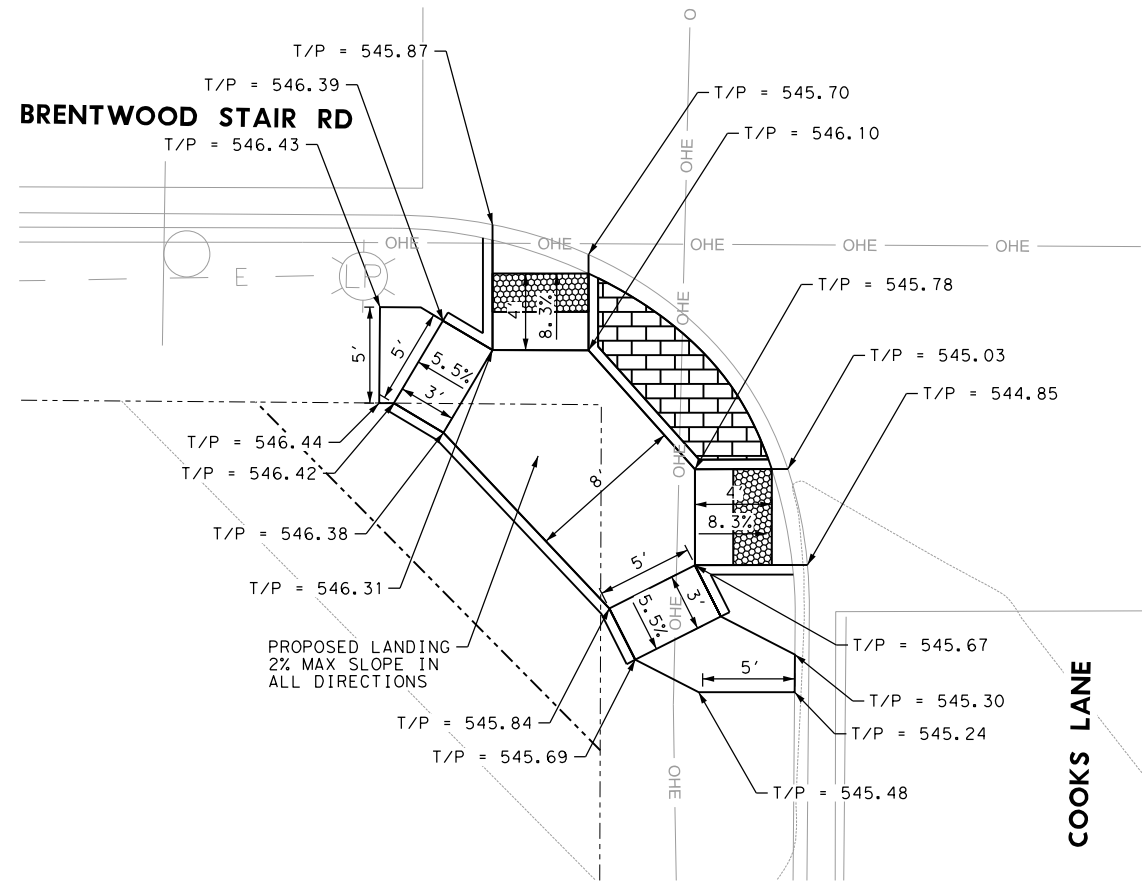 T/P = 545.87
T/P = 546.39
BRENTWOOD STAIR RD
T/P = 546.43
T/P = 545.70
T/P = 546.10
O
OHE
OHE
OHE
OHE
OHE
OHE
E
LP
T/P = 545.78
OHE
4'
8.3%
T/P = 545.03
T/P = 544.85
5'
5'
5.5%
3'
T/P = 546.44
T/P = 546.42
OHE
8'
4'
8.3%
T/P = 546.38
T/P = 546.31
5'
3'
5.5%
OHE
PROPOSED LANDING
2% MAX SLOPE IN
ALL DIRECTIONS
T/P = 545.67
5'
T/P = 545.30
T/P = 545.84
T/P = 545.24
T/P = 545.69
OHE
T/P = 545.48
COOKS LANE